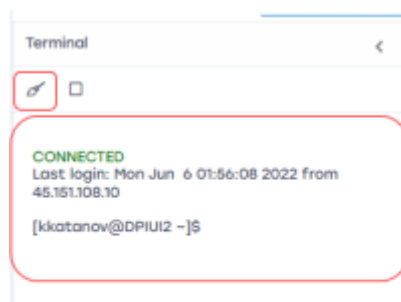 Terminal
CONNECTED
Last login: Mon Jun  6 01:56:08 2022 from
45.151.108.10
[kkatanov@DPIUI2 ~]$